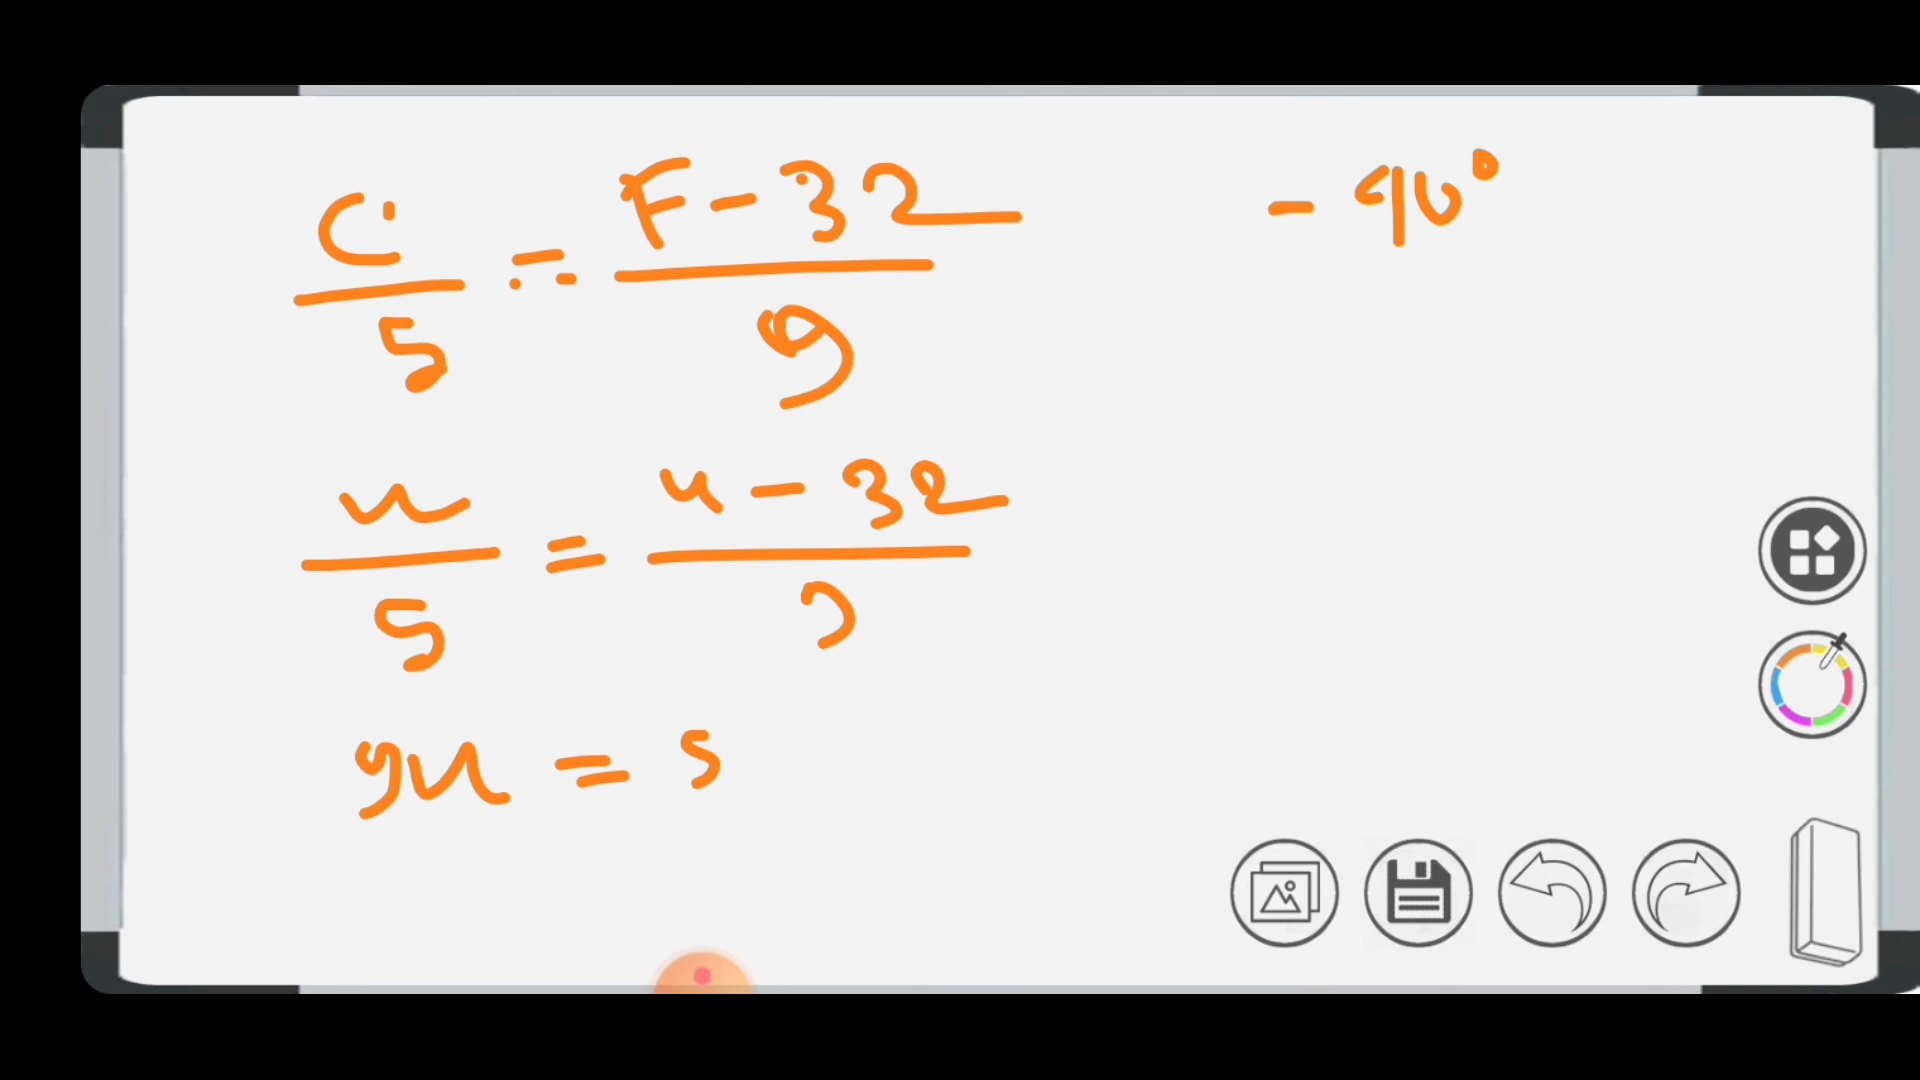 C/5 = F-32/9
-40°
x/5 = x-32/9
9x = 5